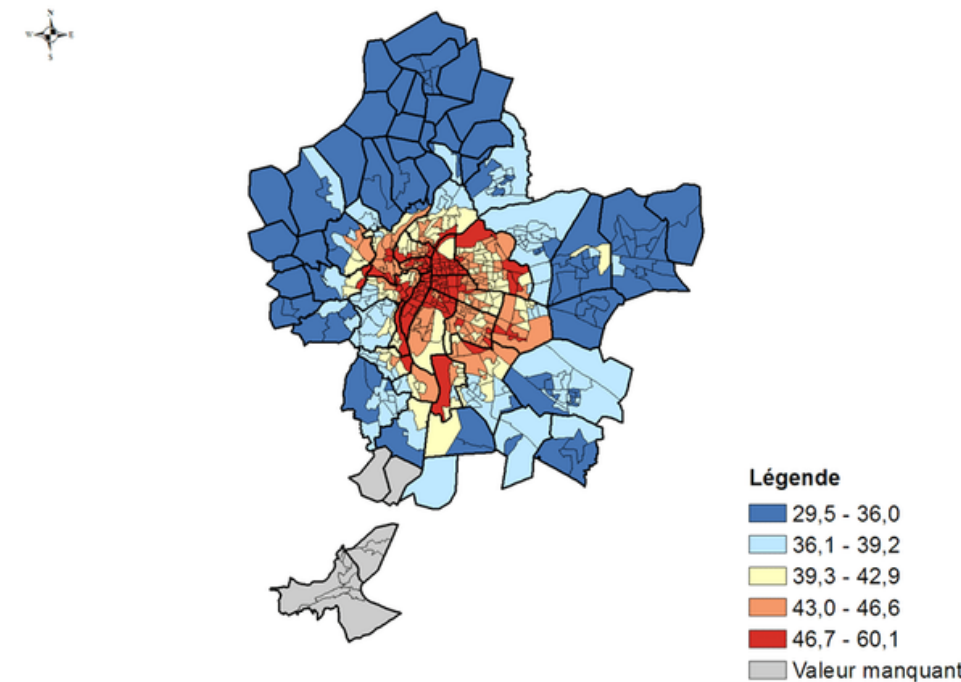 N
W E
S
Légende
29,5 - 36,0
36,1 - 39,2
39,3 - 42,9
43,0 - 46,6
46,7 - 60,1
Valeur manquant